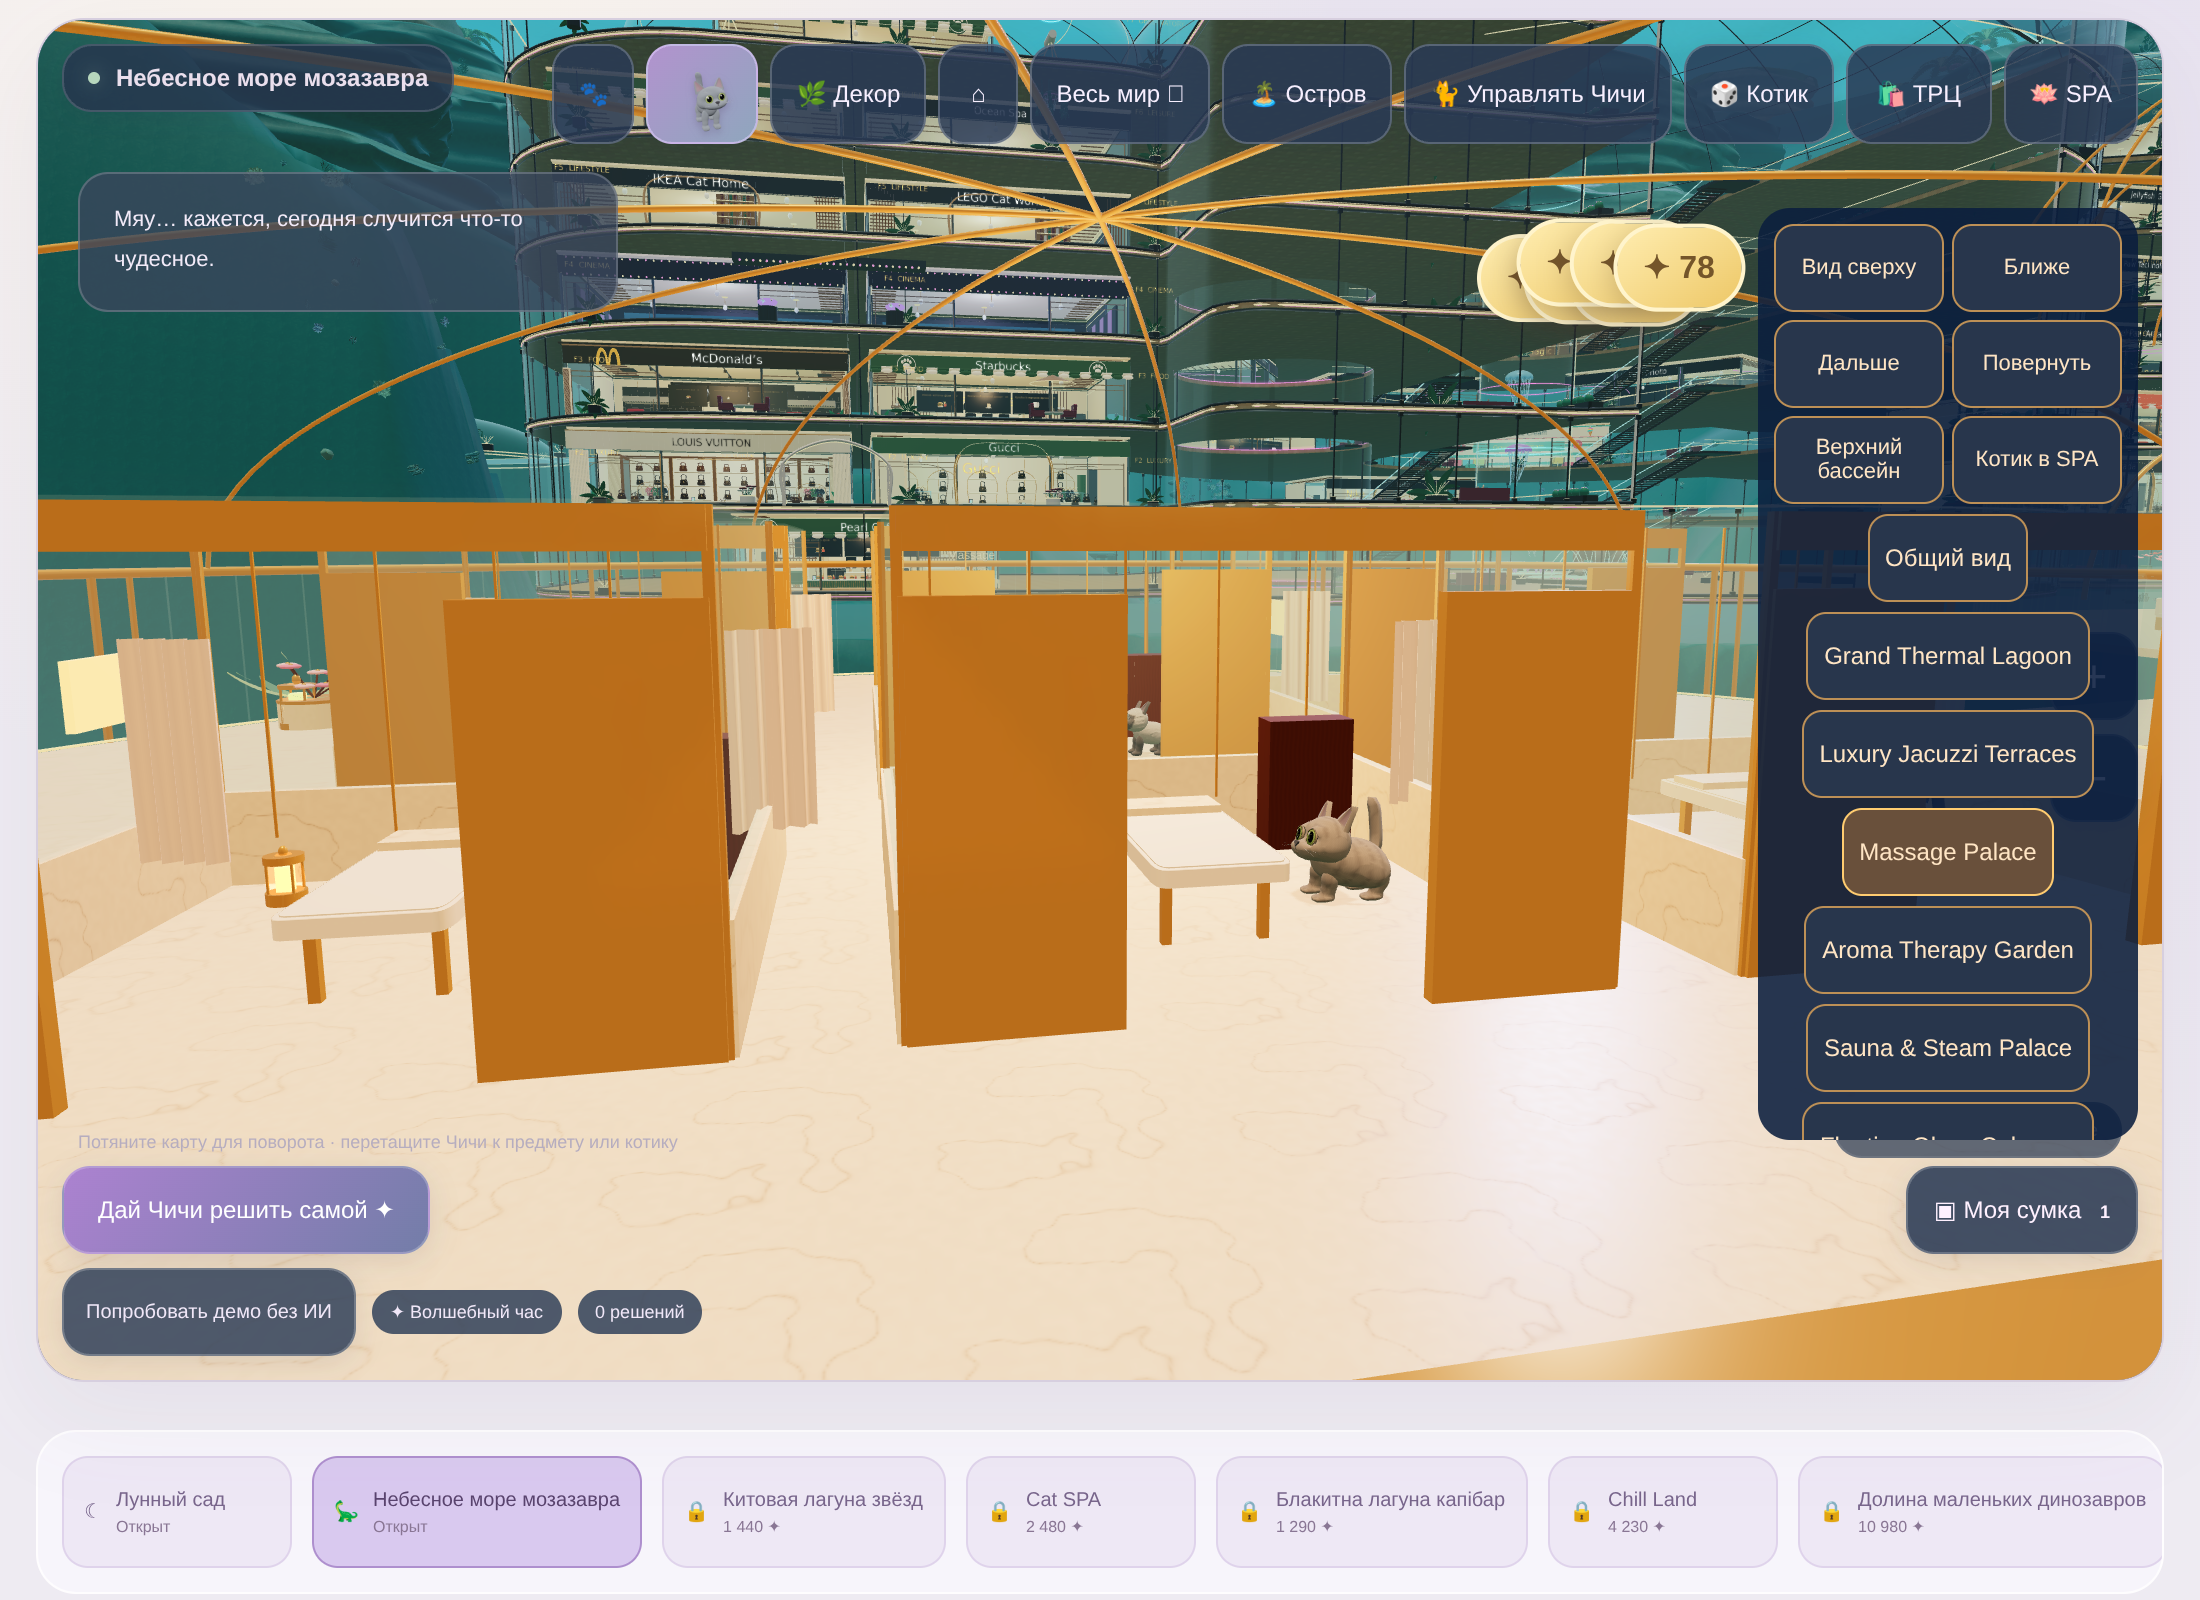 Небесное море мозазавра
Декор
Весь мир
Остров
Управлять Чичи
Котик
ТРЦ
SPA
Мяу… кажется, сегодня случится что-то
чудесное.
IKEA Cat Home
F4 CINEMA
F4 CINEMA
McDonald's
Starbucks
LOUIS VUITTON
Gucci
78
Вид сверху
Ближе
Дальше
Повернуть
Верхний
бассейн
Котик в SPA
Общий вид
Grand Thermal Lagoon
Luxury Jacuzzi Terraces
Massage Palace
Aroma Therapy Garden
Sauna & Steam Palace
Потяните карту для поворота · перетащите Чичи к предмету или котику
Дай Чичи решить самой ✦
Моя сумка 1
Попробовать демо без ИИ
✦ Волшебный час
0 решений
Лунный сад
Открыт
Небесное море мозазавра
Открыт
Китовая лагуна звёзд
1 440 ✦
Cat SPA
2 480 ✦
Блакитна лагуна капібар
1 290 ✦
Chill Land
4 230 ✦
Долина маленьких динозавров
10 980 ✦